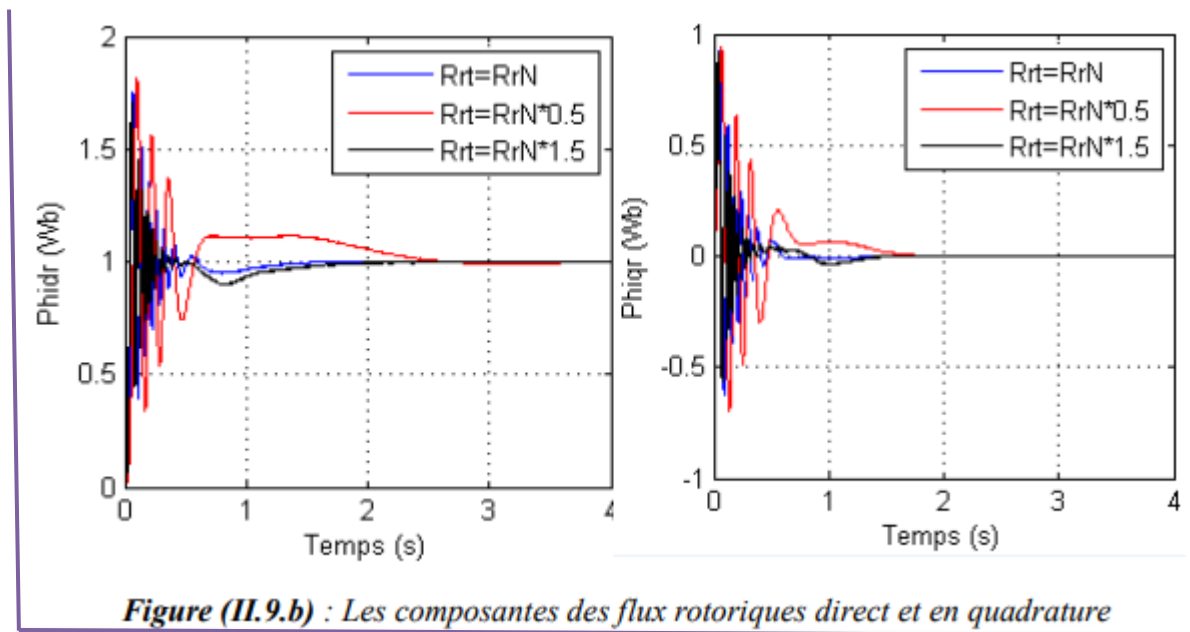 2
1.5
1
0.5
0
Phidr (Wb)
Rrt=RrN
Rrt=RrN*0.5
Rrt=RrN*1.5
0 1 2 3 4
Temps (s)
1
0.5
0
-0.5
-1
Phiqr (Wb)
Rrt=RrN
Rrt=RrN*0.5
Rrt=RrN*1.5
0 1 2 3 4
Temps (s)
Figure (II.9.b) : Les composantes des flux rotoriques direct et en quadrature